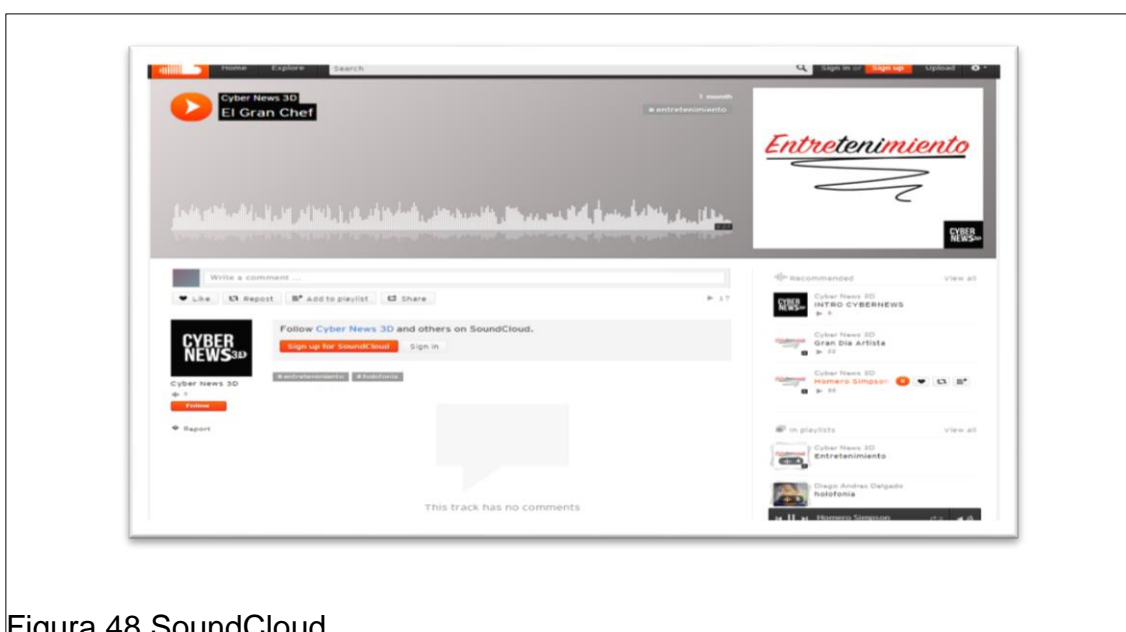 Home Explore Search Sign in or Sign up Upload
Cyber News 3D
El Gran Chef
1 month
# entretenimiento
Entretenimiento
CYBER
NEWS3D
Write a comment ...
Like Repost Add to playlist Share
17
CYBER
NEWS3D
Cyber News 3D
Follow
Report
Follow Cyber News 3D and others on SoundCloud.
Sign up for SoundCloud Sign in
# entretenimiento # holofonia
This track has no comments
Recommended View all
Cyber News 3D
INTRO CYBERNEWS
Cyber News 3D
Gran Dia Artista
Cyber News 3D
Homero Simpson
In playlists View all
Cyber News 3D
Entretenimiento
Diego Andres Delgado
holofonia
Homero Simpson
Figura 48 SoundCloud